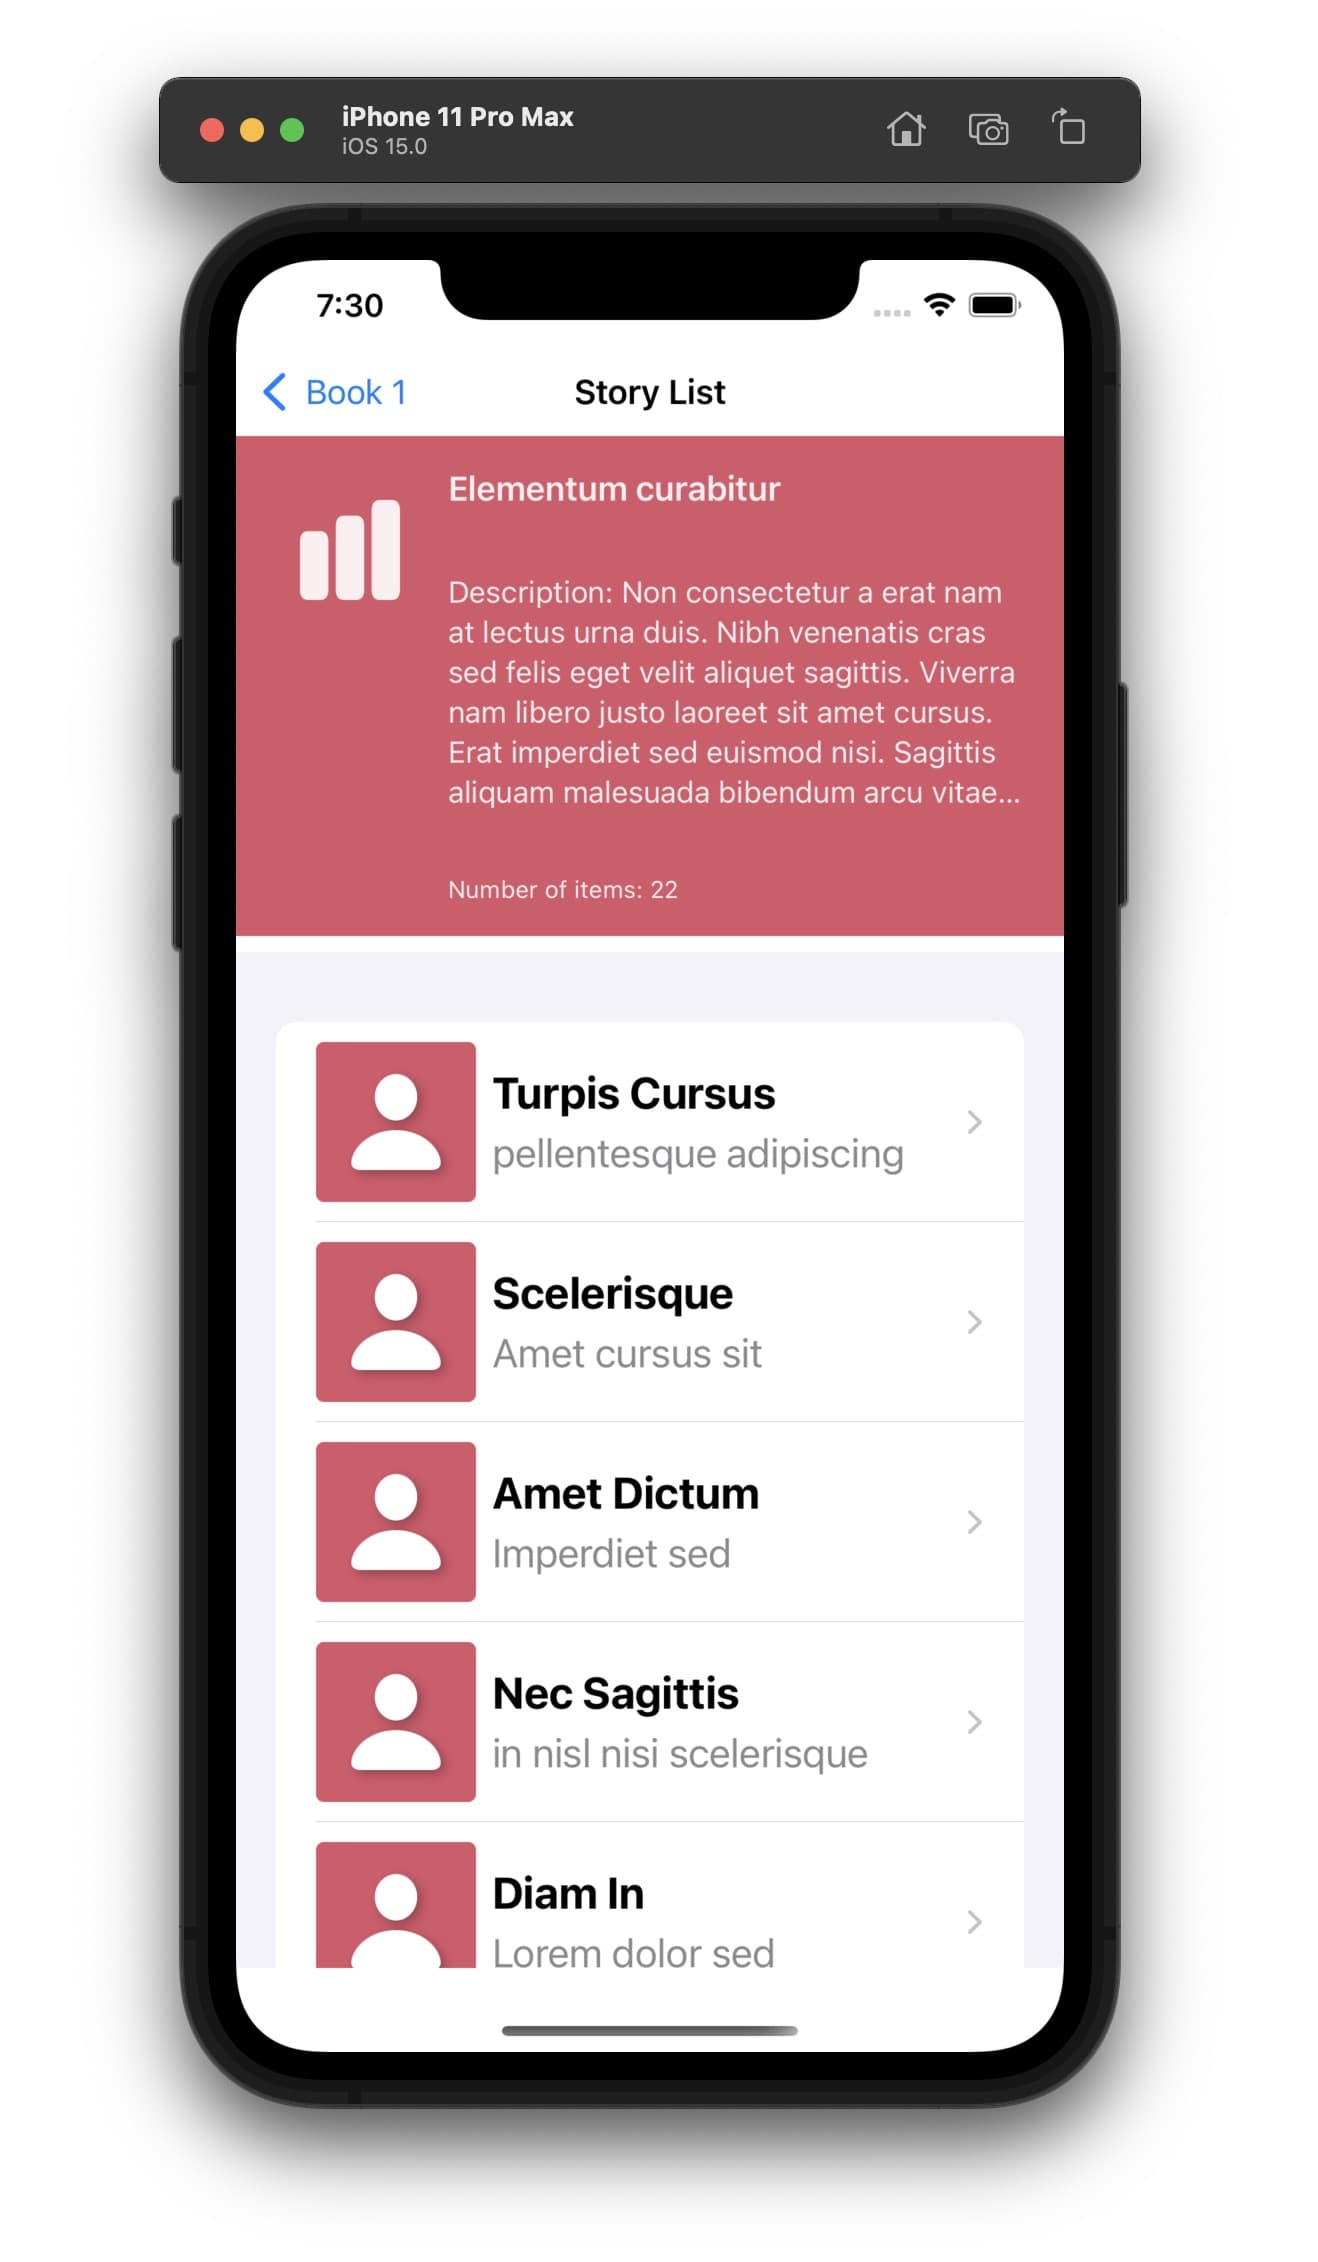 iPhone 11 Pro Max
iOS 15.0
7:30
Book 1
Story List
Elementum curabitur
Description: Non consectetur a erat nam
at lectus urna duis. Nibh venenatis cras
sed felis eget velit aliquet sagittis. Viverra
nam libero justo laoreet sit amet cursus.
Erat imperdiet sed euismod nisi. Sagittis
aliquam malesuada bibendum arcu vitae...
Number of items: 22
Turpis Cursus
pellentesque adipiscing
Scelerisque
Amet cursus sit
Amet Dictum
Imperdiet sed
Nec Sagittis
in nisl nisi scelerisque
Diam In
Lorem dolor sed